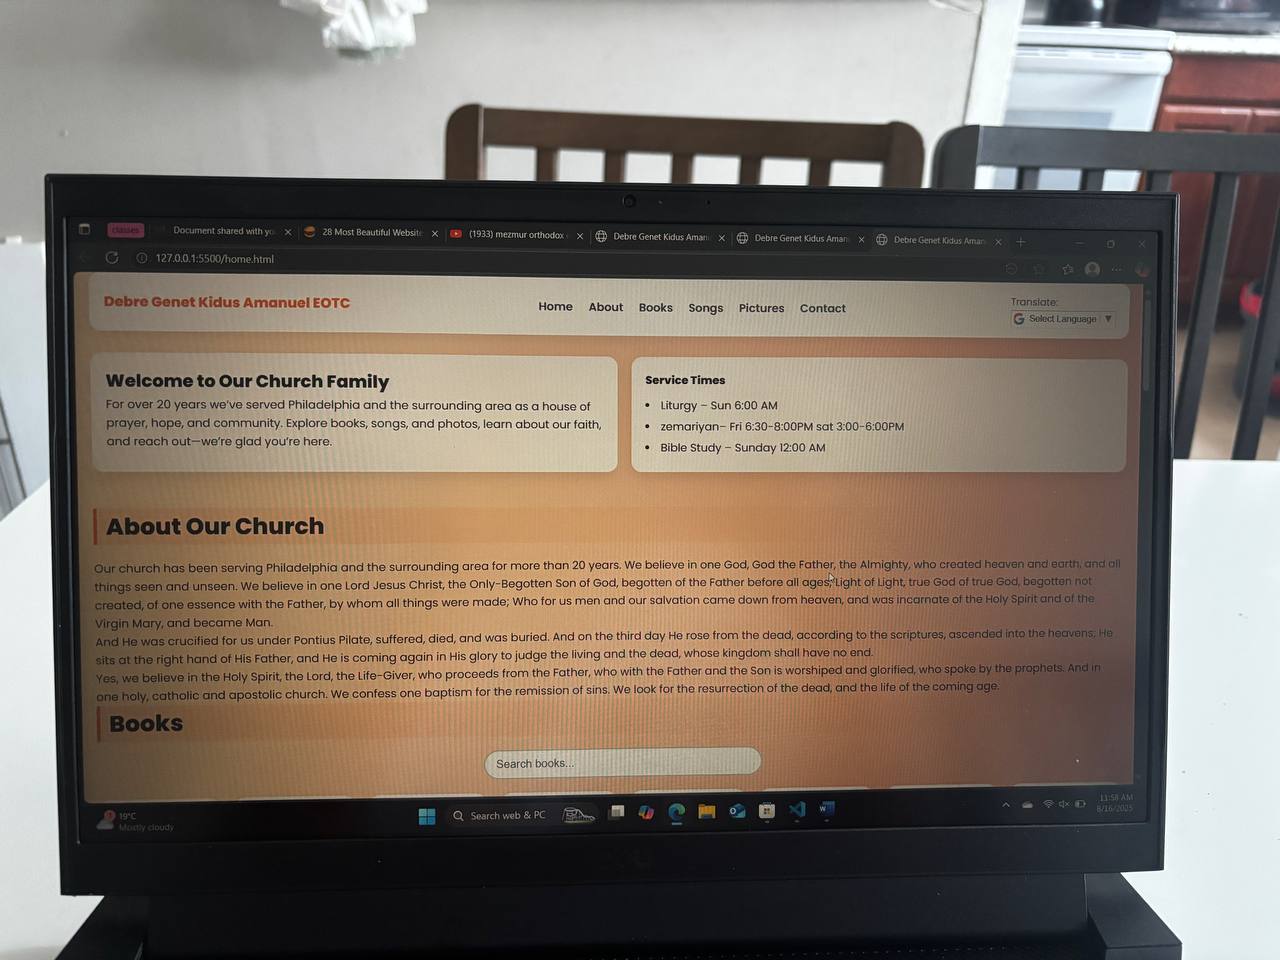 classes
Document shared with yo
28 Most Beautiful Website
(1933) mezmur orthodox
Debre Genet Kidus Aman
Debre Genet Kidus Aman
Debre Genet Kidus Aman
127.0.0.1:5500/home.html
Debre Genet Kidus Amanuel EOTC
Home About Books Songs Pictures Contact
Translate:
G Select Language ▼
Welcome to Our Church Family
For over 20 years we've served Philadelphia and the surrounding area as a house of
prayer, hope, and community. Explore books, songs, and photos, learn about our faith,
and reach out—we're glad you're here.
Service Times
• Liturgy – Sun 6:00 AM
• zemariyan– Fri 6:30-8:00PM sat 3:00-6:00PM
• Bible Study – Sunday 12:00 AM
About Our Church
Our church has been serving Philadelphia and the surrounding area for more than 20 years. We believe in one God, God the Father, the Almighty, who created heaven and earth, and all
things seen and unseen. We believe in one Lord Jesus Christ, the Only-Begotten Son of God, begotten of the Father before all ages; Light of Light, true God of true God, begotten not
created, of one essence with the Father, by whom all things were made; Who for us men and our salvation came down from heaven, and was incarnate of the Holy Spirit and of the
Virgin Mary, and became Man.
And He was crucified for us under Pontius Pilate, suffered, died, and was buried. And on the third day He rose from the dead, according to the scriptures, ascended into the heavens; He
sits at the right hand of His Father, and He is coming again in His glory to judge the living and the dead, whose kingdom shall have no end.
Yes, we believe in the Holy Spirit, the Lord, the Life-Giver, who proceeds from the Father, who with the Father and the Son is worshiped and glorified, who spoke by the prophets. And in
one holy, catholic and apostolic church. We confess one baptism for the remission of sins. We look for the resurrection of the dead, and the life of the coming age.
Books
Search books...
19°C
Mostly cloudy
Search web & PC
11:58 AM
8/16/2025